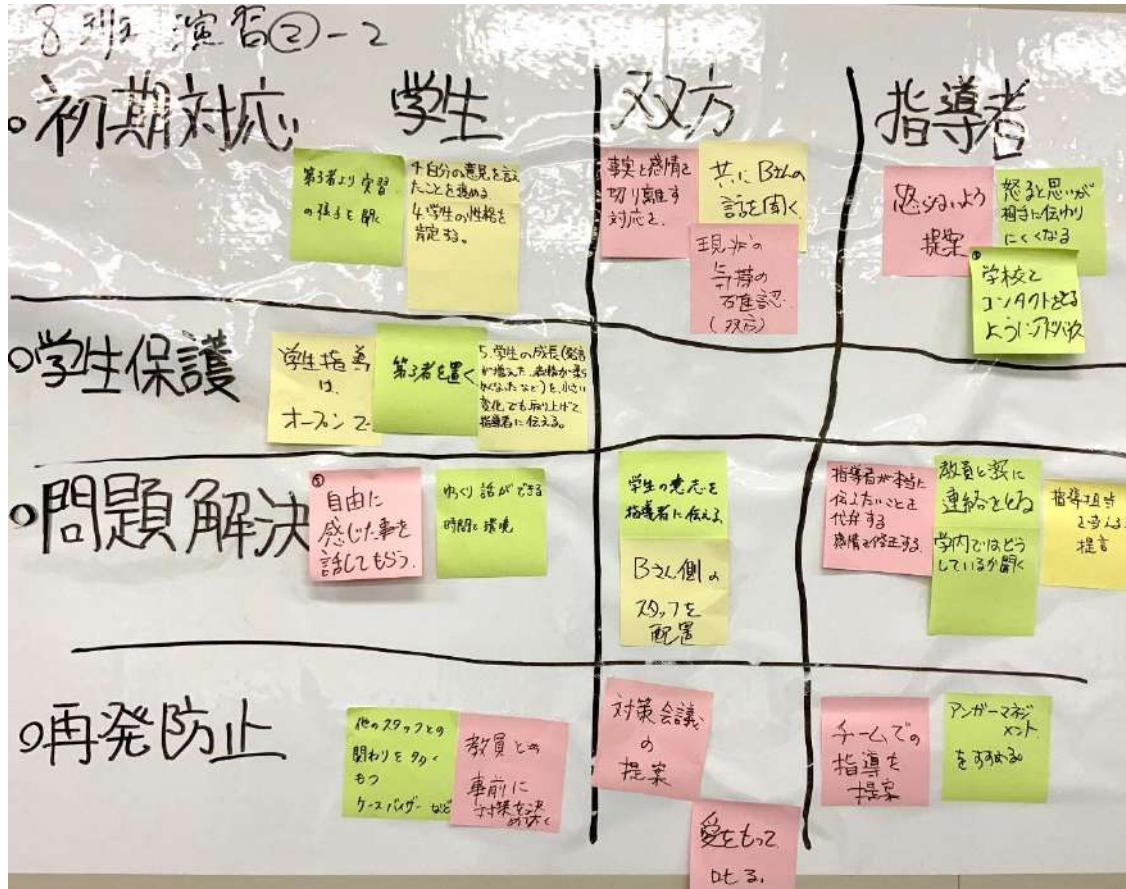 8班 演習②-2
初期対応
学生
双方
指導者
第3者より実習
の様子を聞く
4.自分の意見を言え
たことを褒める
4.学生の性格を
肯定する。
事実と感情を
切り離す
対応を、
共にBさんの
話を聞く
現状の
気持の
確認
(双方)
怒らないよう
提案
怒ると思いが
相手に伝わり
にくくなる
学校と
コンタクトをとる
ようにアドバイス
学生保護
学生指導
は、
オープンで
第3者を置く
5.学生の成長(発言
が増えた、表情が柔ら
かくなったなど)を、小さい
変化でも取り上げて
指導者に伝える。
問題解決
⑤
自由に
感じた事を
話してもらう。
ゆっくり話ができる
時間と環境
学生の意志を
指導者に伝える
Bさん側の
スタッフを
配置
指導者が本当に
伝えたいことを
代弁する
感情を修正する。
教員と密に
連絡をとる
学内ではどう
しているか聞く
指導担当
提言
再発防止
他のスタッフとの
関わりを多く
もつ
ケースバイザーなど
教員との
事前に
対策を決
めておく
対策会議
の
提案
愛をもって
叱る。
チームでの
指導を
提案
アンガーマネジ
メント
をすすめる